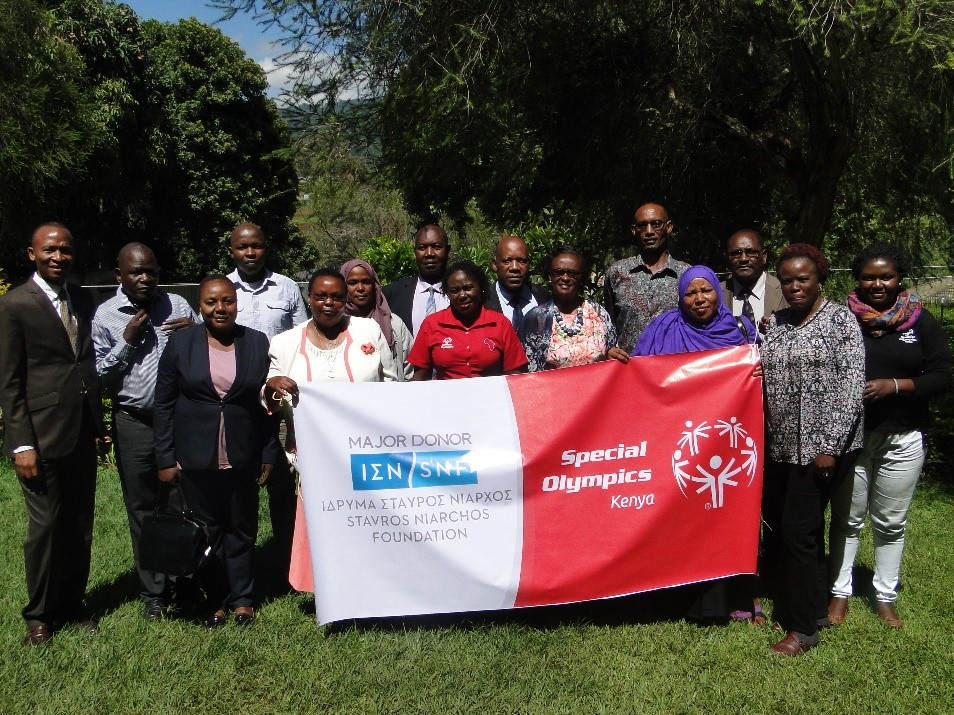 MAJOR DONOR
ΙΣΝ/SNF
ΙΔΡΥΜΑ ΣΤΑΥΡΟΣ ΝΙΑΡΧΟΣ
STAVROS NIARCHOS
FOUNDATION
Special
Olympics
Kenya
®